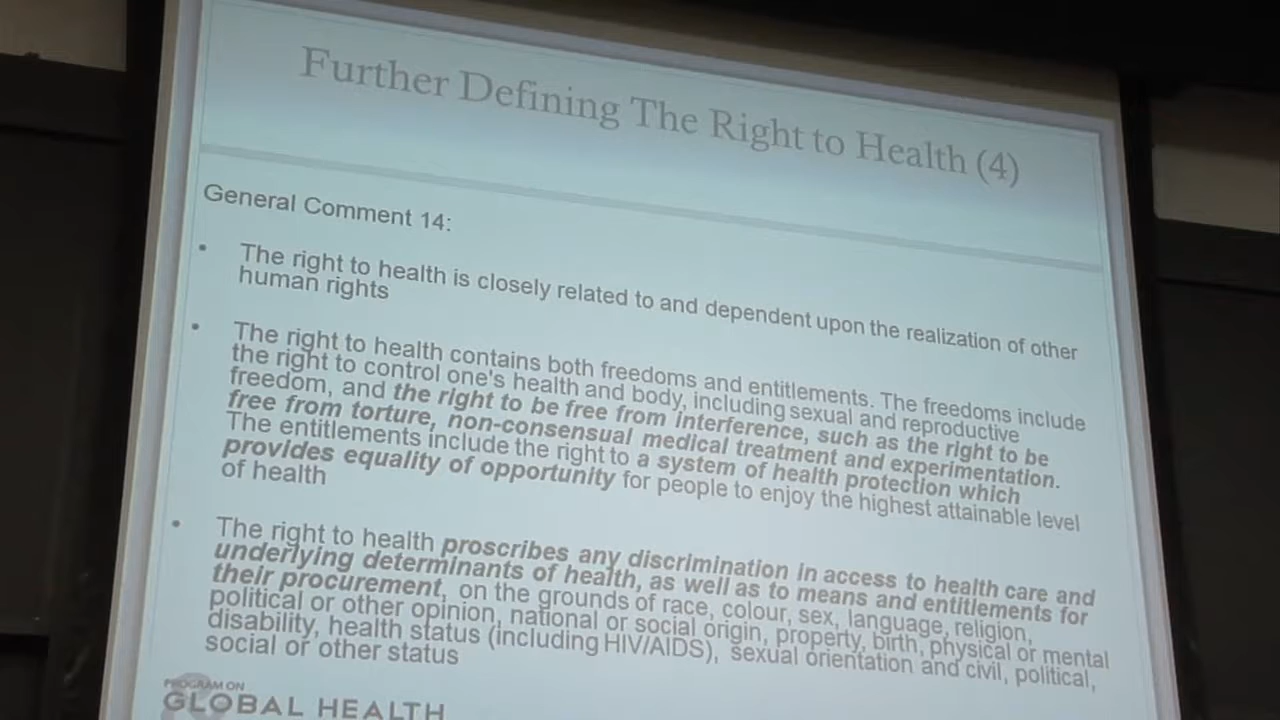 Further Defining The Right to Health (4)
General Comment 14:
• The right to health is closely related to and dependent upon the realization of other
human rights
• The right to health contains both freedoms and entitlements. The freedoms include
the right to control one's health and body, including sexual and reproductive
freedom, and the right to be free from interference, such as the right to be
free from torture, non-consensual medical treatment and experimentation.
The entitlements include the right to a system of health protection which
provides equality of opportunity for people to enjoy the highest attainable level
of health
• The right to health proscribes any discrimination in access to health care and
underlying determinants of health, as well as to means and entitlements for
their procurement, on the grounds of race, colour, sex, language, religion,
political or other opinion, national or social origin, property, birth, physical or mental
disability, health status (including HIV/AIDS), sexual orientation and civil, political,
social or other status
PROGRAM ON
GLOBAL HEALTH